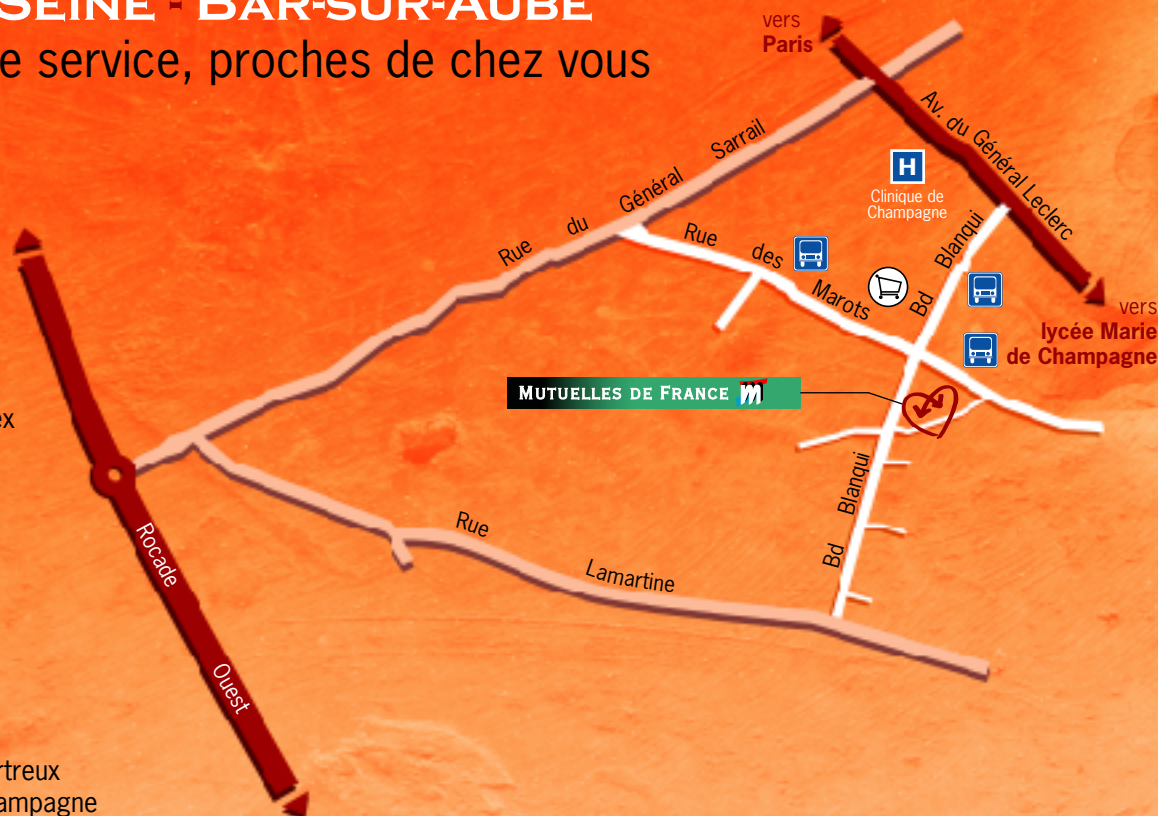 SEINE - BAR-SUR-AUBE
e service, proches de chez vous
vers
Paris
Av. du Général Leclerc
H
Clinique de
Champagne
Rue du Général Sarrail
Rue des Marots
Bd Blanqui
vers
lycée Marie
de Champagne
MUTUELLES DE FRANCE m
ex
Bd Blanqui
Rue Lamartine
Rocade Ouest
rtreux
ampagne